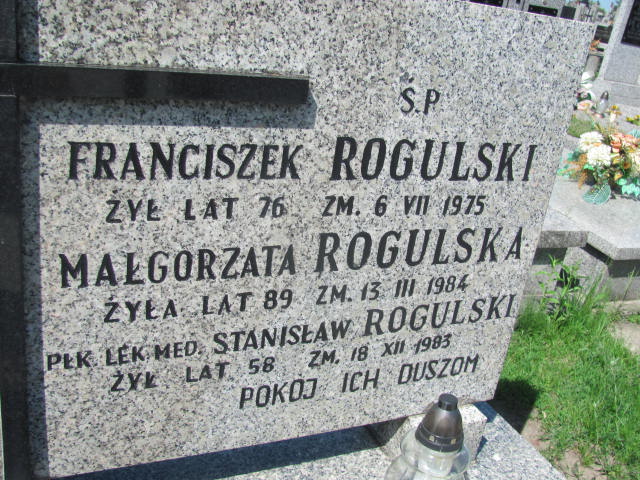 Ś.P.
FRANCISZEK ROGULSKI
ŻYŁ LAT 76 ZM. 6 VII 1975
MAŁGORZATA ROGULSKA
ŻYŁA LAT 89 ZM. 13 III 1984
PŁK. LEK. MED. STANISŁAW ROGULSKI
ŻYŁ LAT 58 ZM. 18 XII 1983
POKÓJ ICH DUSZOM